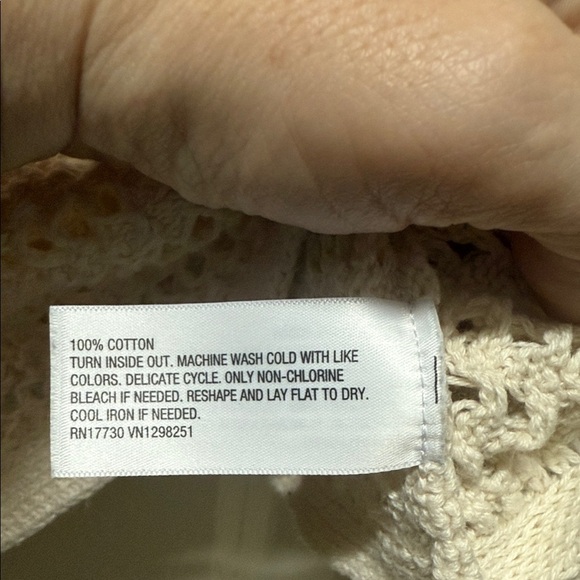 100% COTTON
TURN INSIDE OUT. MACHINE WASH COLD WITH LIKE
COLORS. DELICATE CYCLE. ONLY NON-CHLORINE
BLEACH IF NEEDED. RESHAPE AND LAY FLAT TO DRY.
COOL IRON IF NEEDED.
RN17730 VN1298251